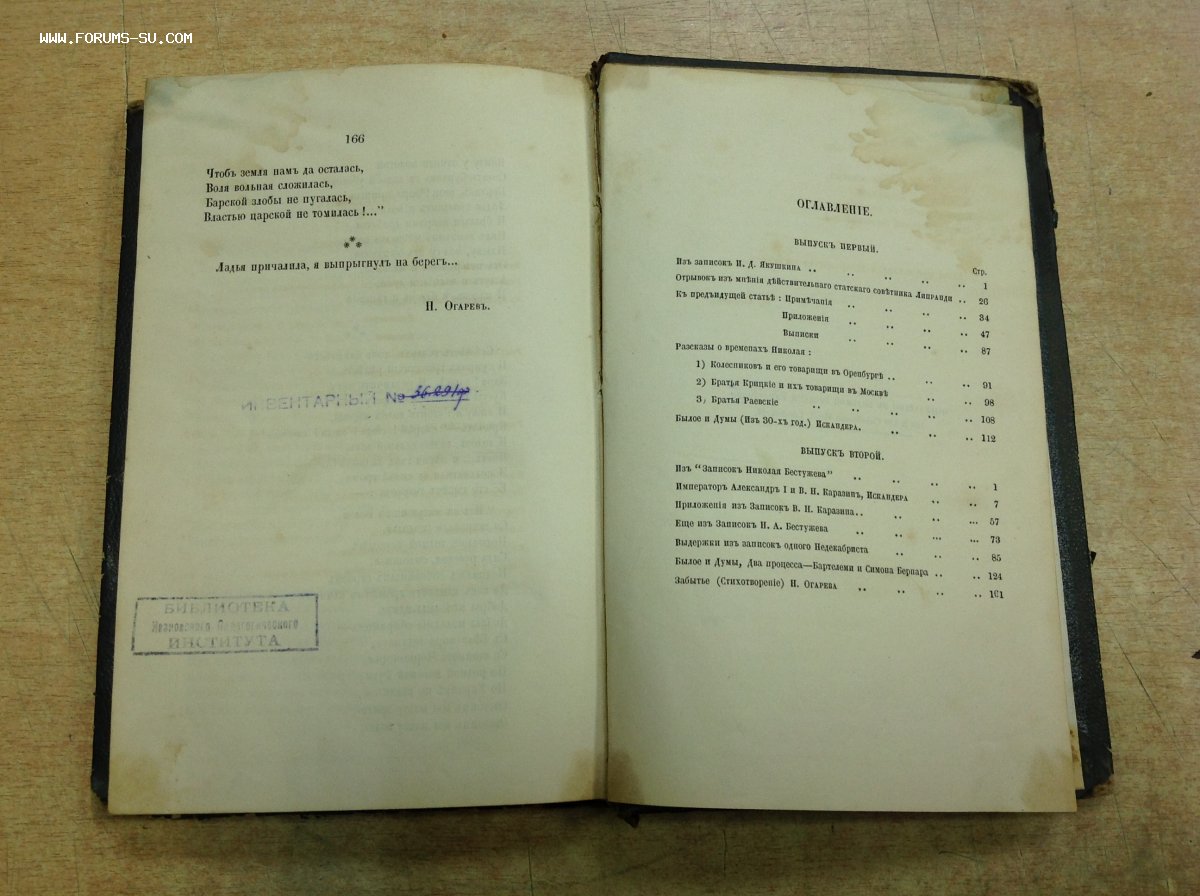 WWW.FORUMS-SU.COM
166
Чтобъ земля намъ да осталась,
Воля вольная сложилась,
Барской злобы не пугалась,
Властью царской не томилась!..."
⁂
Ладья причалила, я выпрыгнулъ на берегъ...
Н. Огаревъ.
ИНВЕНТАРНЫЙ №
БИБЛИОТЕКА
Педагогического
ИНСТИТУТА
ОГЛАВЛЕНІЕ.
ВЫПУСКЪ ПЕРВЫЙ.
Стр.
Изъ записокъ И. Д. Якушкина .. .. .. .. .. 1
Отрывокъ изъ мнѣнія дѣйствительнаго статскаго совѣтника Липранди .. 26
Къ предъидущей статьѣ : Примѣчанія .. .. .. .. 34
Приложенія .. .. .. .. 47
Выписки .. .. .. .. 87
Разсказы о временахъ Николая :
1) Колесниковъ и его товарищи въ Оренбургѣ .. .. .. 91
2) Братья Крицкіе и ихъ товарищи въ Москвѣ .. .. .. 98
3, Братья Раевскіе .. .. .. .. .. 108
Былое и Думы (Изъ 30-хъ год.) Искандера. .. .. .. 112
ВЫПУСКЪ ВТОРОЙ.
Изъ "Записокъ Николая Бестужева" .. .. .. .. 1
Императоръ Александръ I и В. Н. Каразинъ, Искандера .. .. 7
Приложенія изъ Записокъ В. Н. Каразина.. .. .. ... 57
Еще изъ Записокъ Н. А. Бестужева .. .. ... ... 73
Выдержки изъ записокъ одного Недекабриста .. .. .. .. 85
Былое и Думы, Два процесса—Бартелеми и Симона Бернара .. .. 124
Забытье (Стихотвореніе) Н. Огарева .. .. .. .. 161